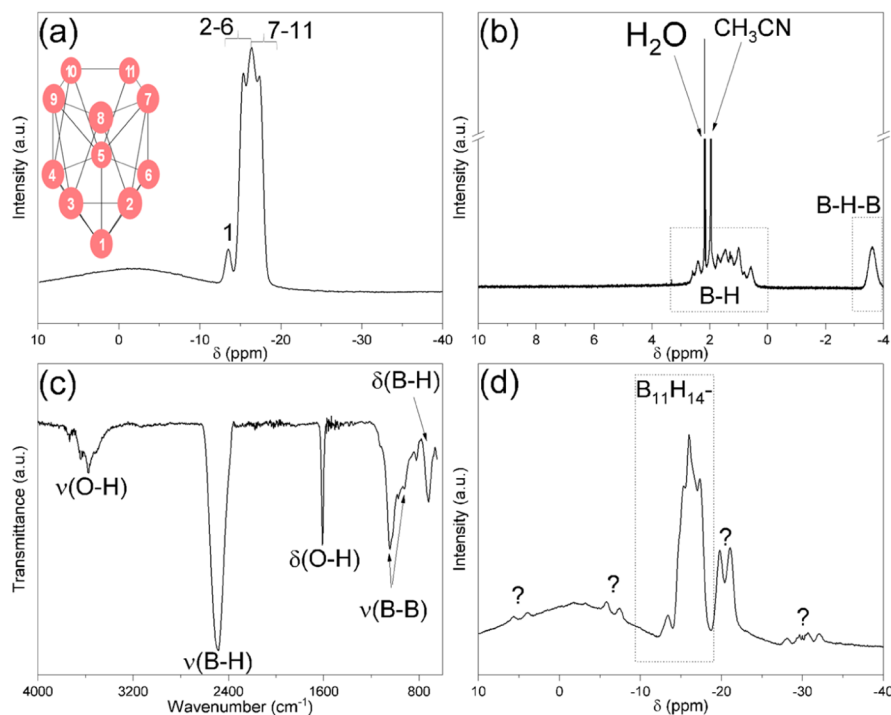 (a)
2-6
7-11
10
11
9
8
7
5
4
6
3
2
1
1
Intensity (a.u.)
10
0
-10
-20
-30
-40
δ (ppm)
(b)
H₂O
CH₃CN
B-H-B
B-H
Intensity (a.u.)
10
8
6
4
2
0
-2
-4
δ (ppm)
(c)
δ(B-H)
ν(O-H)
δ(O-H)
ν(B-B)
ν(B-H)
Transmittance (a.u.)
4000
3200
2400
1600
800
Wavenumber (cm⁻¹)
(d)
B₁₁H₁₄-
?
?
?
?
Intensity (a.u.)
10
0
-10
-20
-30
-40
δ (ppm)